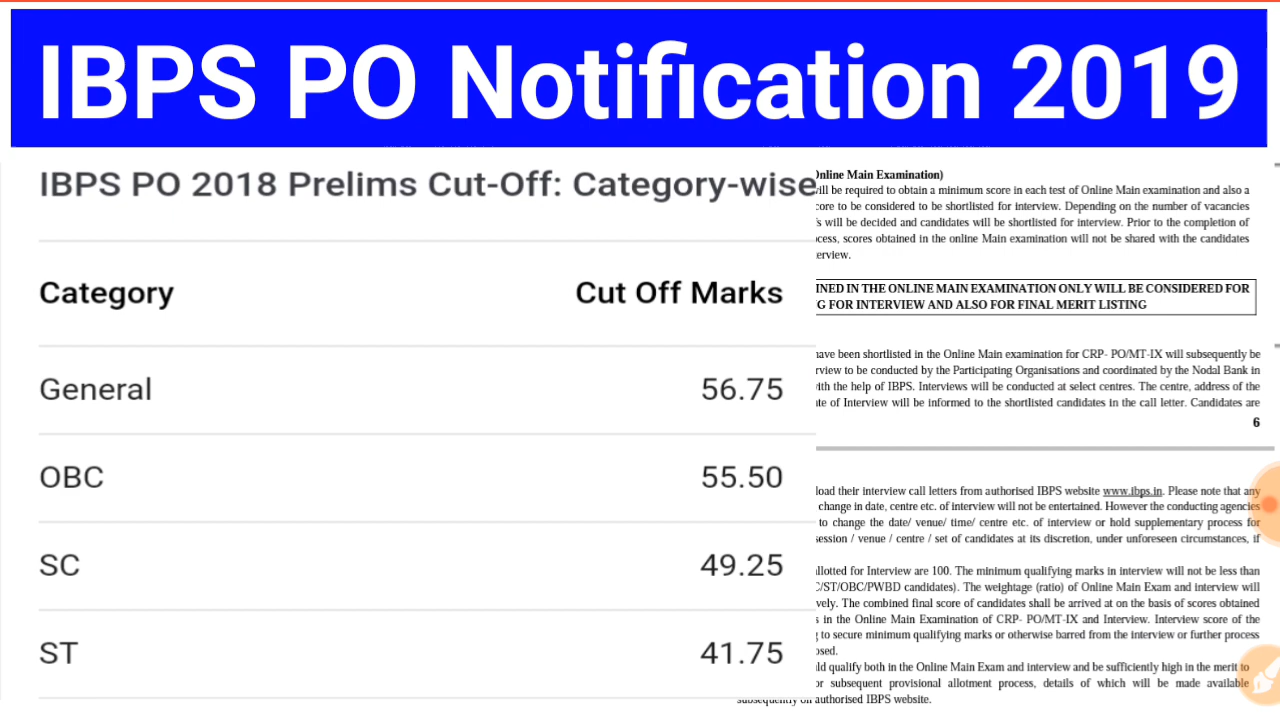 IBPS PO Notification 2019
IBPS PO 2018 Prelims Cut-Off: Category-wise
Category Cut Off Marks
General 56.75
OBC 55.50
SC 49.25
ST 41.75
Online Main Examination)
will be required to obtain a minimum score in each test of Online Main examination and also a
score to be considered to be shortlisted for interview. Depending on the number of vacancies
will be decided and candidates will be shortlisted for interview. Prior to the completion of
scores obtained in the online Main examination will not be shared with the candidates
INED IN THE ONLINE MAIN EXAMINATION ONLY WILL BE CONSIDERED FOR
G FOR INTERVIEW AND ALSO FOR FINAL MERIT LISTING
have been shortlisted in the Online Main examination for CRP- PO/MT-IX will subsequently be
rview to be conducted by the Participating Organisations and coordinated by the Nodal Bank in
with the help of IBPS. Interviews will be conducted at select centres. The centre, address of the
of Interview will be informed to the shortlisted candidates in the call letter. Candidates are
6
load their interview call letters from authorised IBPS website www.ibps.in. Please note that any
change in date, centre etc. of interview will not be entertained. However the conducting agencies
to change the date/ venue/ time/ centre etc. of interview or hold supplementary process for
session / venue / centre / set of candidates at its discretion, under unforeseen circumstances, if
allotted for Interview are 100. The minimum qualifying marks in interview will not be less than
C/ST/OBC/PWBD candidates). The weightage (ratio) of Online Main Exam and interview will
vely. The combined final score of candidates shall be arrived at on the basis of scores obtained
in the Online Main Examination of CRP- PO/MT-IX and Interview. Interview score of the
to secure minimum qualifying marks or otherwise barred from the interview or further process
osed.
ld qualify both in the Online Main Exam and interview and be sufficiently high in the merit to
or subsequent provisional allotment process, details of which will be made available
subsequently on authorised IBPS website.